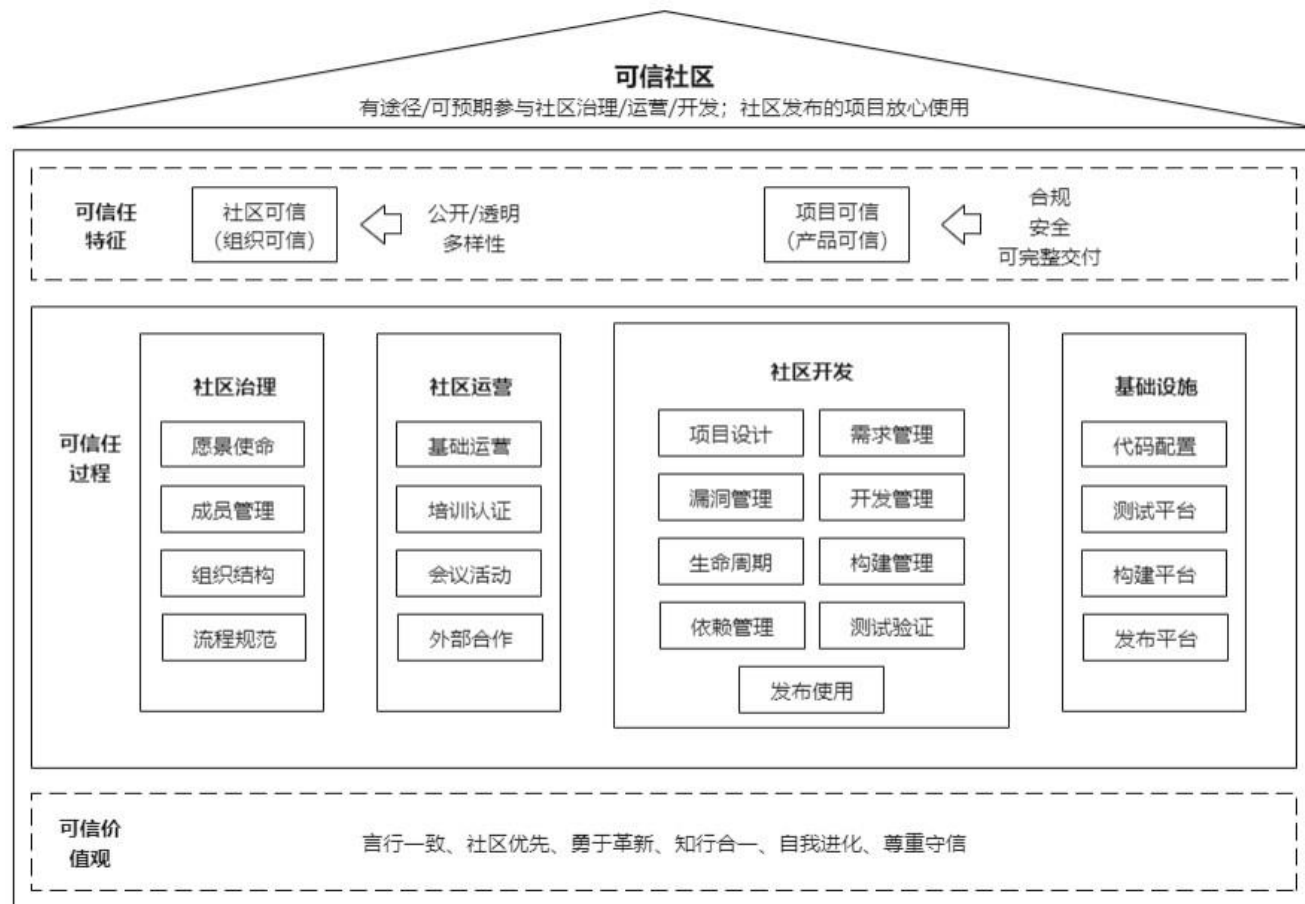 可信社区
有途径/可预期参与社区治理/运营/开发；社区发布的项目放心使用
可信任
特征
社区可信
（组织可信）
公开/透明
多样性
项目可信
（产品可信）
合规
安全
可完整交付
可信任
过程
社区治理
愿景使命
成员管理
组织结构
流程规范
社区运营
基础运营
培训认证
会议活动
外部合作
社区开发
项目设计
需求管理
漏洞管理
开发管理
生命周期
构建管理
依赖管理
测试验证
发布使用
基础设施
代码配置
测试平台
构建平台
发布平台
可信价
值观
言行一致、社区优先、勇于革新、知行合一、自我进化、尊重守信